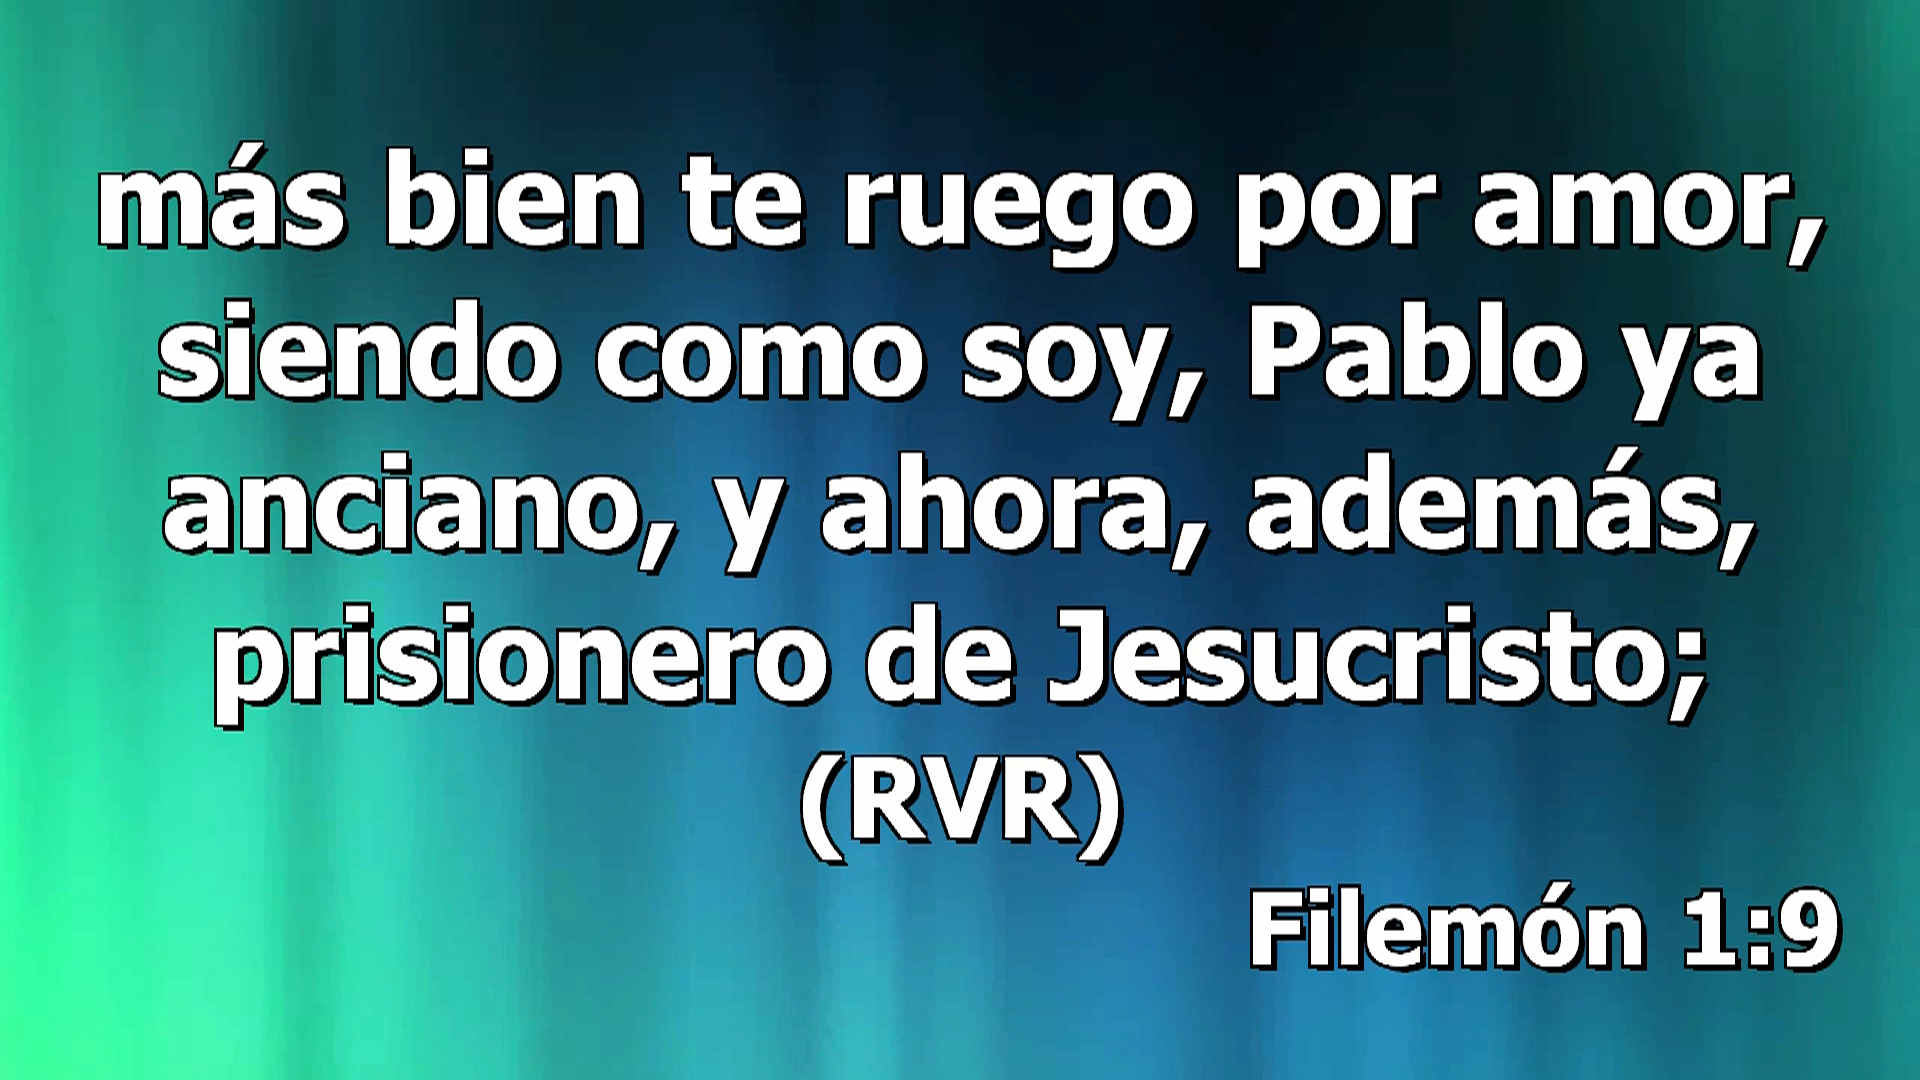 más bien te ruego por amor,
siendo como soy, Pablo ya
anciano, y ahora, además,
prisionero de Jesucristo;
(RVR)
Filemón 1:9